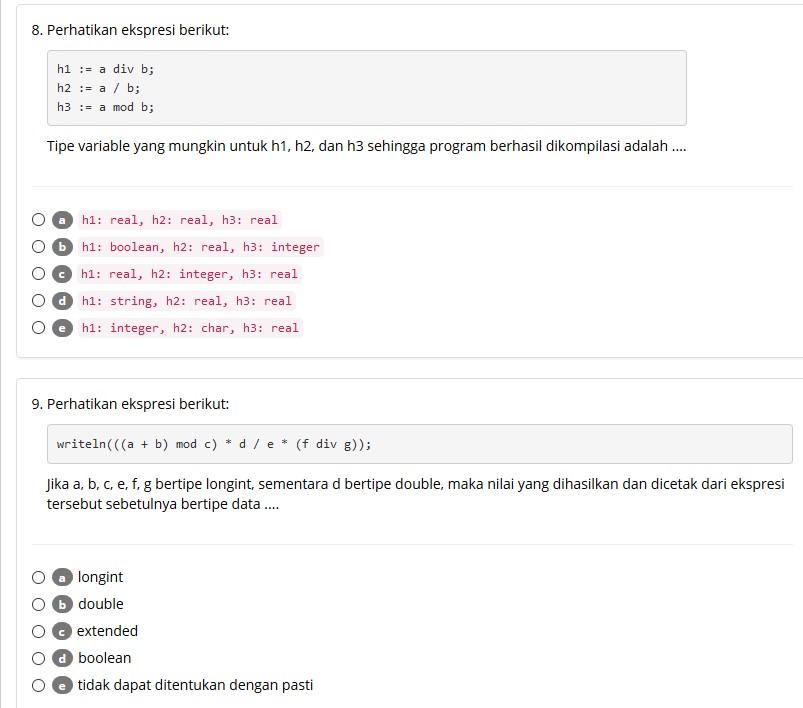 8. Perhatikan ekspresi berikut:
h1 := a div b;
h2 := a / b;
h3 := a mod b;
Tipe variable yang mungkin untuk h1, h2, dan h3 sehingga program berhasil dikompilasi adalah ....
a h1: real, h2: real, h3: real
b h1: boolean, h2: real, h3: integer
c h1: real, h2: integer, h3: real
d h1: string, h2: real, h3: real
e h1: integer, h2: char, h3: real
9. Perhatikan ekspresi berikut:
writeln(((a + b) mod c) * d / e * (f div g));
Jika a, b, c, e, f, g bertipe longint, sementara d bertipe double, maka nilai yang dihasilkan dan dicetak dari ekspresi
tersebut sebetulnya bertipe data ....
a longint
b double
c extended
d boolean
e tidak dapat ditentukan dengan pasti